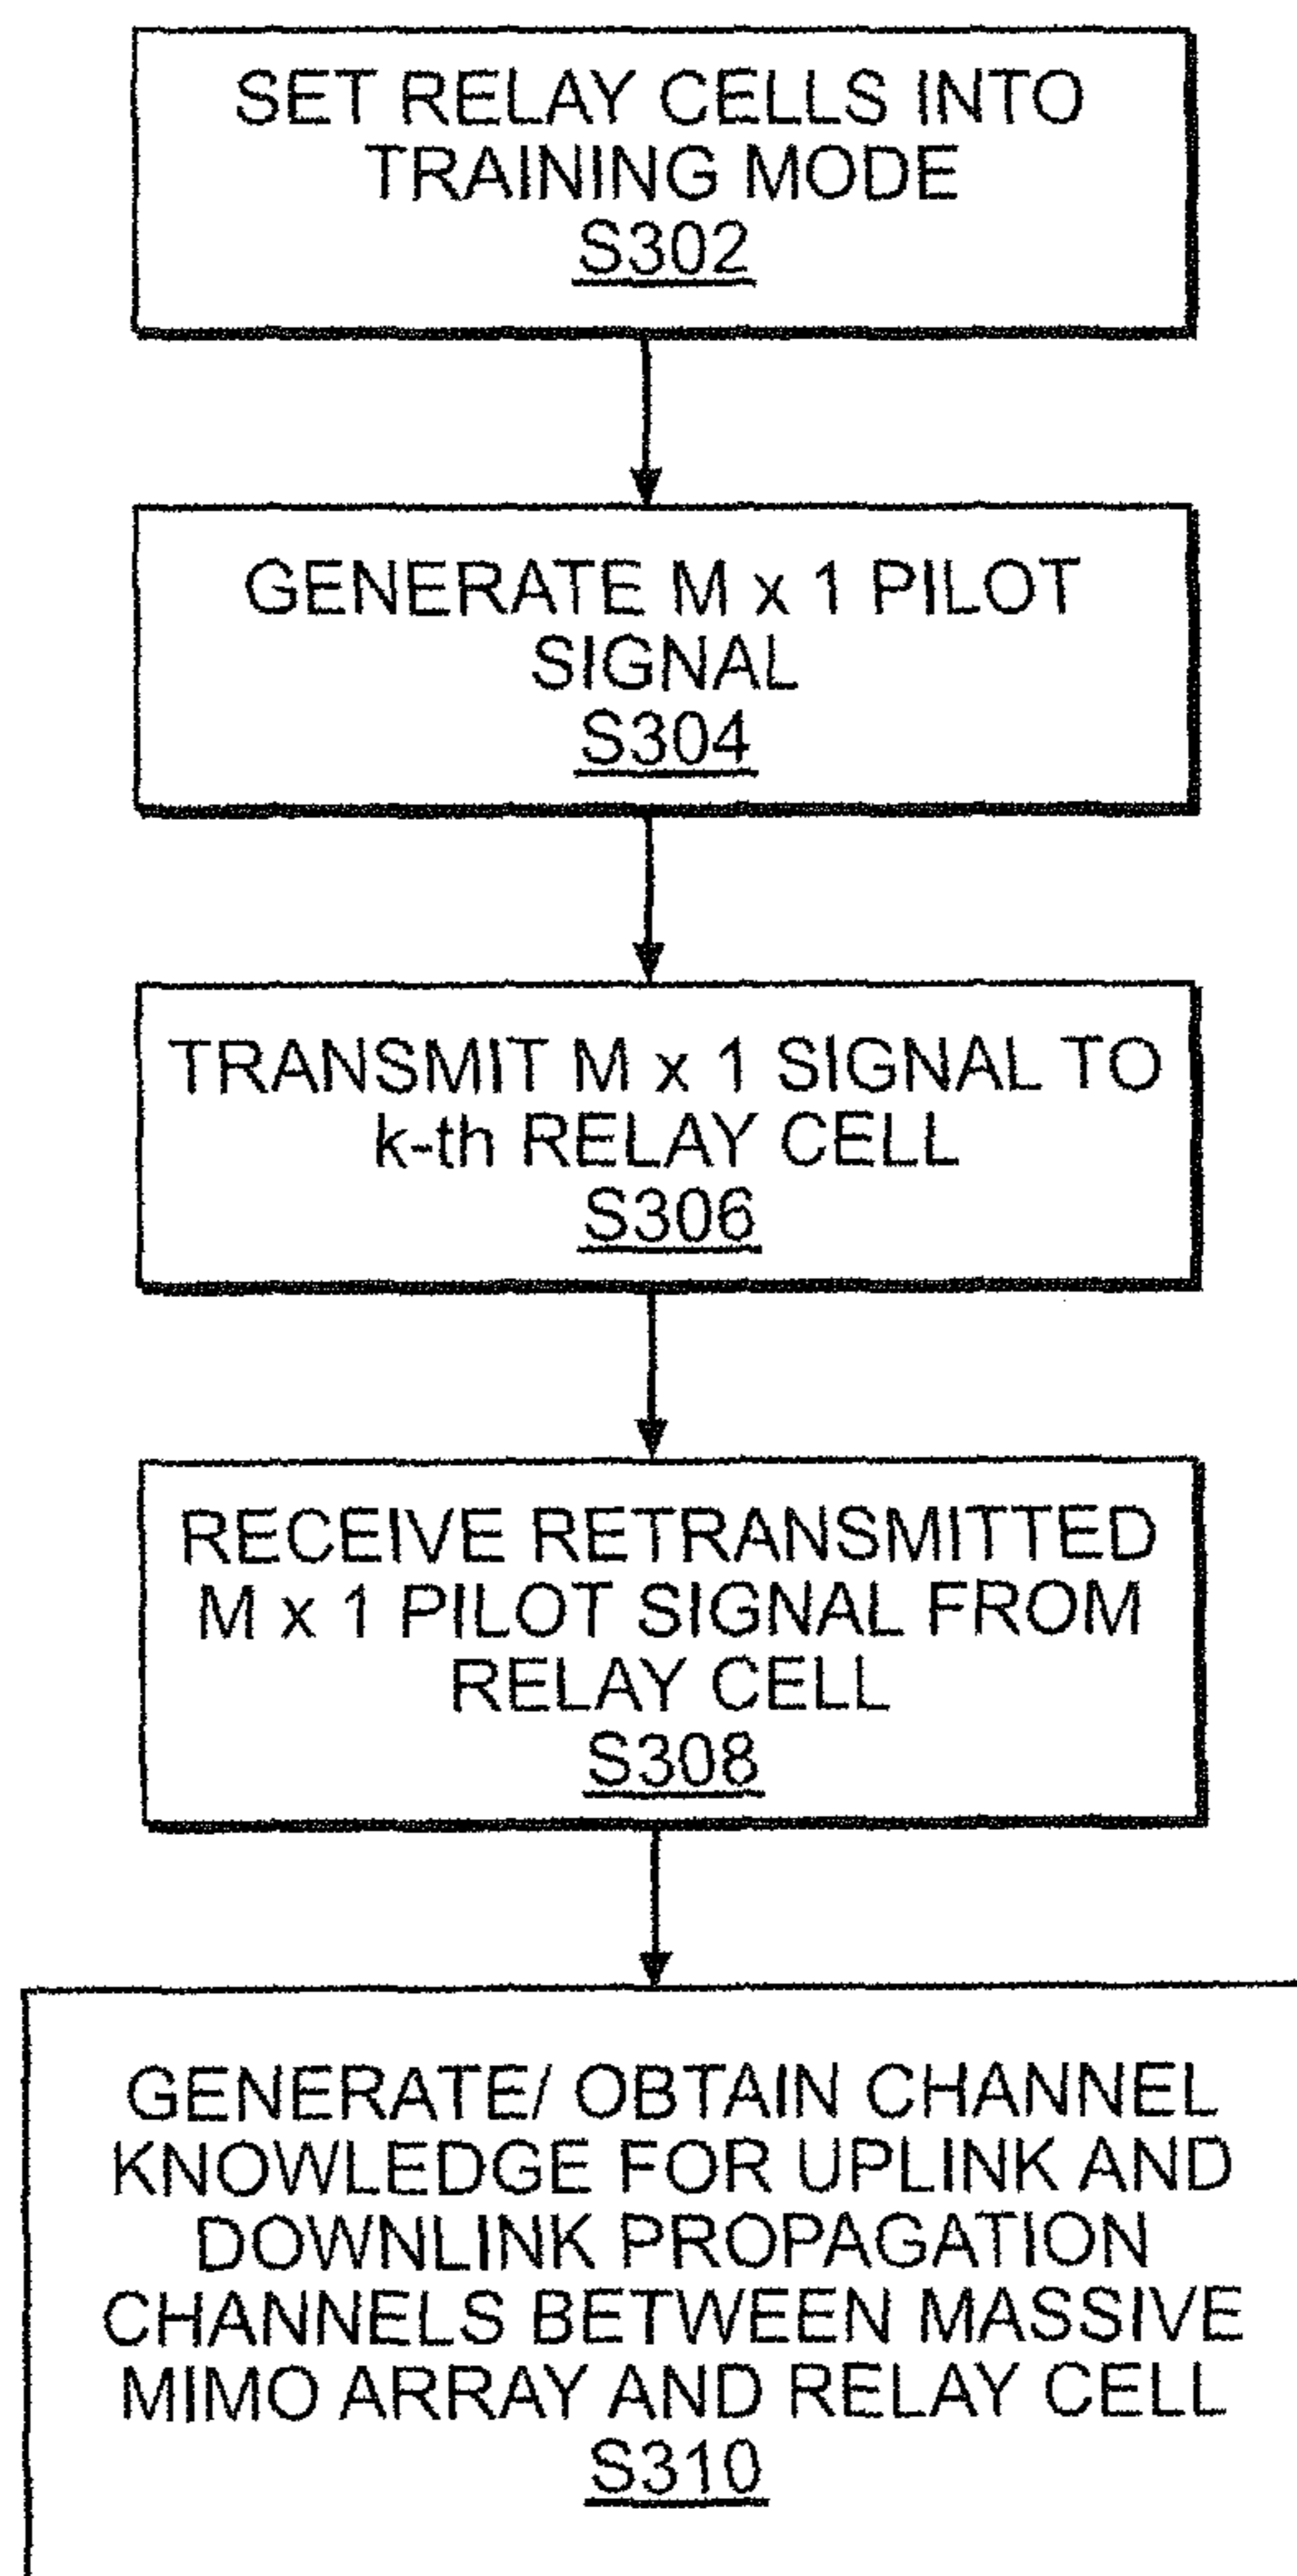 SET RELAY CELLS INTO
TRAINING MODE
S302
GENERATE M x 1 PILOT
SIGNAL
S304
TRANSMIT M x 1 SIGNAL TO
k-th RELAY CELL
S306
RECEIVE RETRANSMITTED
M x 1 PILOT SIGNAL FROM
RELAY CELL
S308
GENERATE/ OBTAIN CHANNEL
KNOWLEDGE FOR UPLINK AND
DOWNLINK PROPAGATION
CHANNELS BETWEEN MASSIVE
MIMO ARRAY AND RELAY CELL
S310